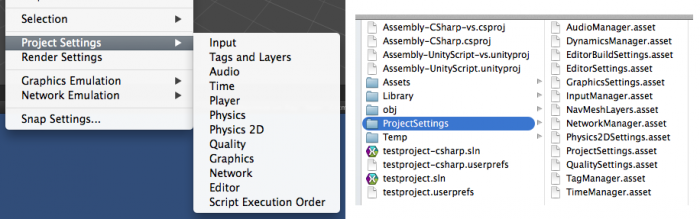 Selection
Project Settings
Render Settings
Graphics Emulation
Network Emulation
Snap Settings...
Input
Tags and Layers
Audio
Time
Player
Physics
Physics 2D
Quality
Graphics
Network
Editor
Script Execution Order
Assembly-CSharp-vs.csproj
Assembly-CSharp.csproj
Assembly-UnityScript-vs.unityproj
Assembly-UnityScript.unityproj
Assets
Library
obj
ProjectSettings
Temp
testproject-csharp.sln
testproject-csharp.userprefs
testproject.sln
testproject.userprefs
AudioManager.asset
DynamicsManager.asset
EditorBuildSettings.asset
EditorSettings.asset
GraphicsSettings.asset
InputManager.asset
NavMeshLayers.asset
NetworkManager.asset
Physics2DSettings.asset
ProjectSettings.asset
QualitySettings.asset
TagManager.asset
TimeManager.asset